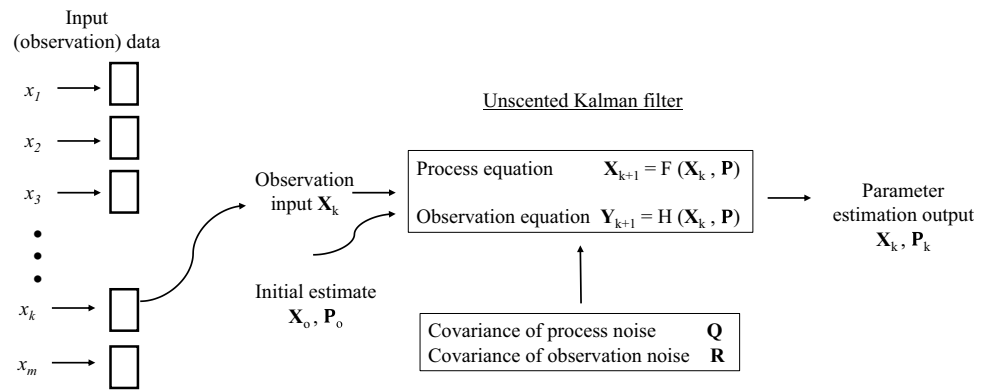 Input
(observation) data
x1
x2
x3
xk
xm
Observation
input Xk
Initial estimate
Xo , Po
Unscented Kalman filter
Process equation Xk+1 = F (Xk , P)
Observation equation Yk+1 = H (Xk , P)
Covariance of process noise Q
Covariance of observation noise R
Parameter
estimation output
Xk , Pk